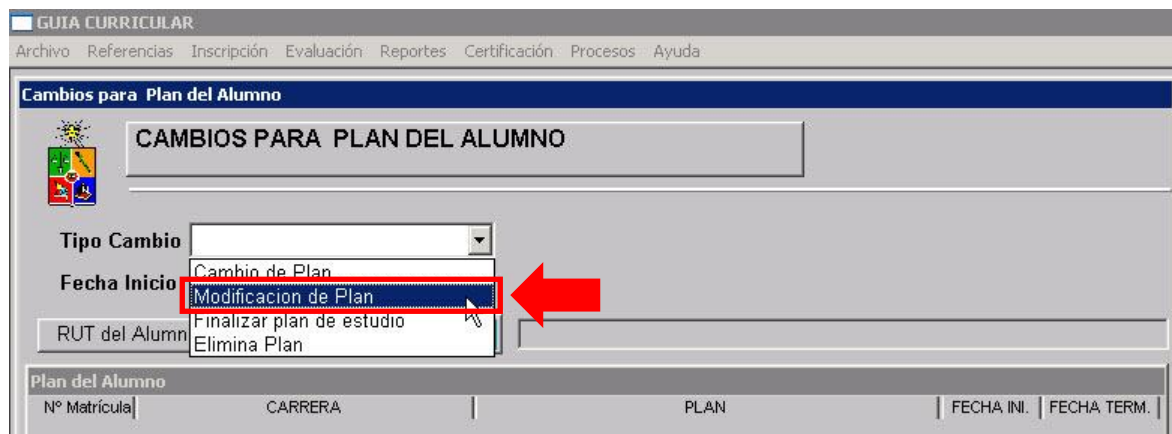 GUIA CURRICULAR
Archivo Referencias Inscripción Evaluación Reportes Certificación Procesos Ayuda
Cambios para Plan del Alumno
CAMBIOS PARA PLAN DEL ALUMNO
Tipo Cambio
Cambio de Plan
Fecha Inicio
Modificacion de Plan
Finalizar plan de estudio
RUT del Alumn
Elimina Plan
Plan del Alumno
Nº Matrícula CARRERA PLAN FECHA INI. FECHA TERM.